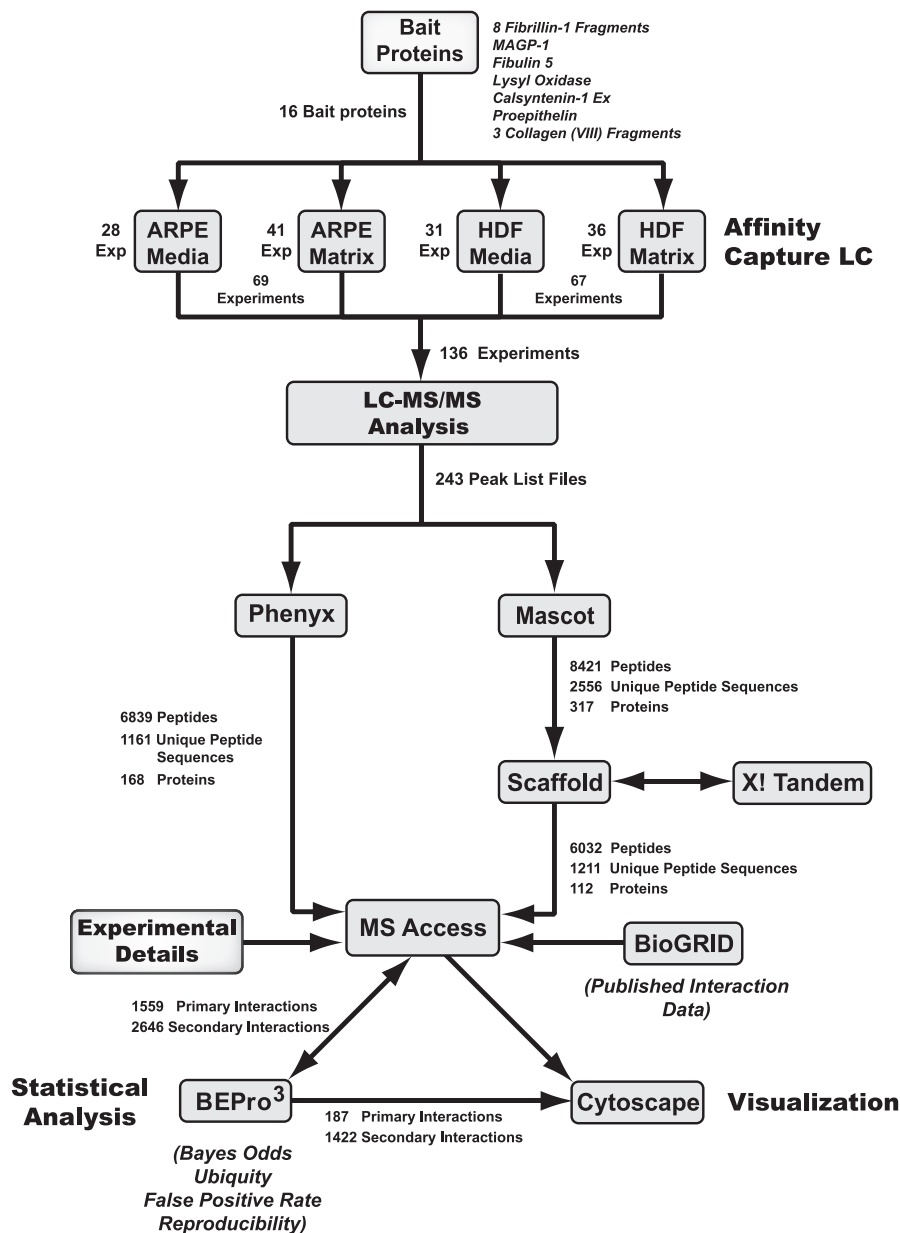 Bait
Proteins
8 Fibrillin-1 Fragments
MAGP-1
Fibulin 5
Lysyl Oxidase
Calsyntenin-1 Ex
Proepithelin
3 Collagen (VIII) Fragments
16 Bait proteins
28
Exp
ARPE
Media
41
Exp
ARPE
Matrix
31
Exp
HDF
Media
36
Exp
HDF
Matrix
Affinity
Capture LC
69
Experiments
67
Experiments
136 Experiments
LC-MS/MS
Analysis
243 Peak List Files
Phenyx
Mascot
8421 Peptides
2556 Unique Peptide Sequences
317 Proteins
6839 Peptides
1161 Unique Peptide
Sequences
168 Proteins
Scaffold
X! Tandem
6032 Peptides
1211 Unique Peptide Sequences
112 Proteins
Experimental
Details
MS Access
BioGRID
(Published Interaction
Data)
1559 Primary Interactions
2646 Secondary Interactions
Statistical
Analysis
BEPro³
187 Primary Interactions
1422 Secondary Interactions
Cytoscape
Visualization
(Bayes Odds
Ubiquity
False Positive Rate
Reproducibility)